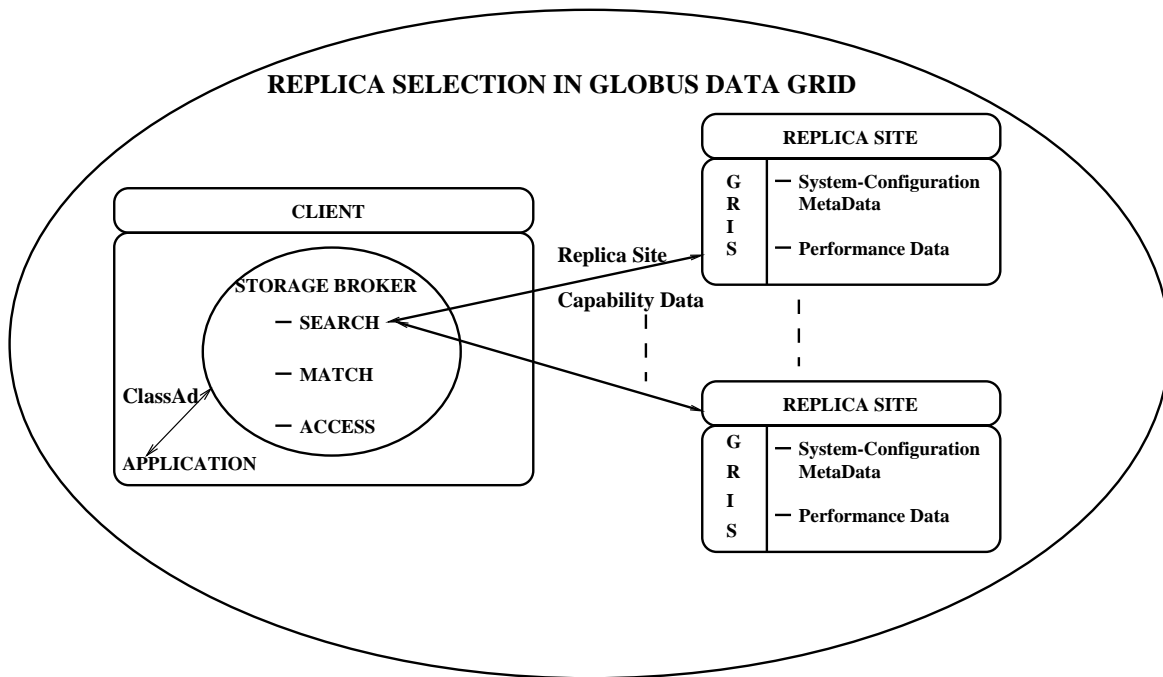 REPLICA SELECTION IN GLOBUS DATA GRID
CLIENT
STORAGE BROKER
SEARCH
MATCH
ACCESS
ClassAd
APPLICATION
Replica Site
Capability Data
REPLICA SITE
G
R
I
S
System-Configuration
MetaData
Performance Data
REPLICA SITE
G
R
I
S
System-Configuration
MetaData
Performance Data